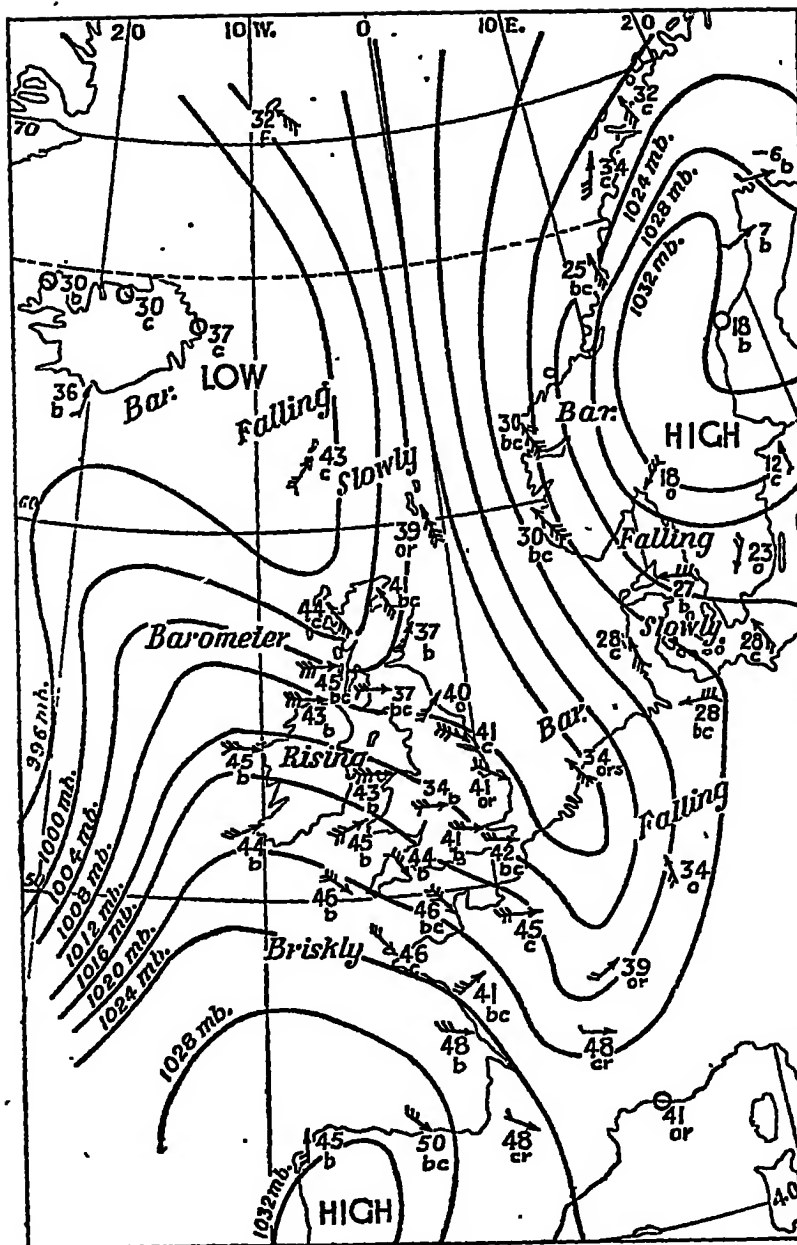 20 10 W. 0 10 E. 20
70
32
F.
32
c
34
c
1024 mb.
1028 mb.
1032 mb.
-6
b
7
b
25
bc
18
b
30
b
30
c
37
c
LOW
36
b
Bar.
Falling
Slowly
43
c
30
bc
Bar.
HIGH
18
o
12
c
60
39
or
30
bc
Falling
23
o
44
c
41
bc
37
b
27
b
Slowly.
28
c
28
c
Barometer
45
bc
37
bc
40
o
28
bc
43
b
41
c
Bar.
996 mb.
45
b
Rising
43
b
34
b
41
or
34
ors
Falling
1000 mb.
1004 mb.
1008 mb.
1012 mb.
1016 mb.
1020 mb.
1024 mb.
44
b
45
b
44
b
41
B
42
bc
50
46
b
46
bc
45
c
34
o
Briskly
46
c
41
bc
39
or
1028 mb.
48
b
48
cr
41
or
45
b
50
bc
48
cr
1032 mb.
HIGH
40